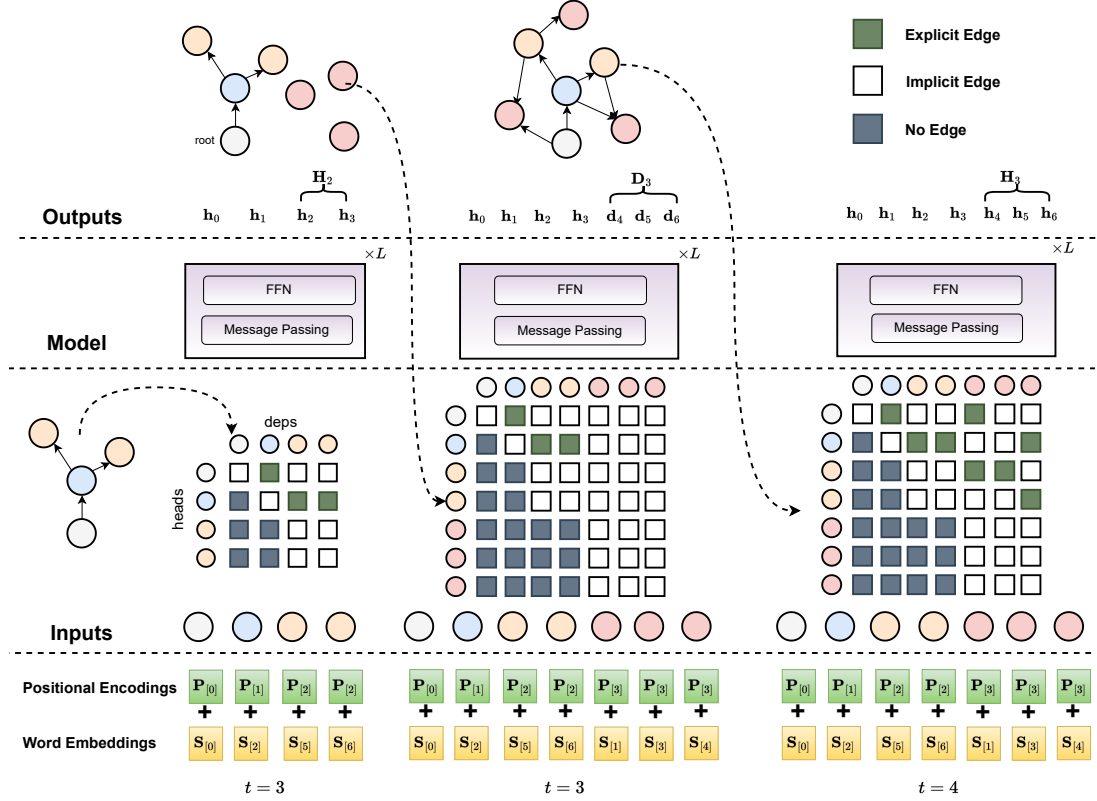 Explicit Edge
Implicit Edge
No Edge
root
H₂
D₃
H₃
Outputs
h₀ h₁ h₂ h₃
h₀ h₁ h₂ h₃ d₄ d₅ d₆
h₀ h₁ h₂ h₃ h₄ h₅ h₆
×L
×L
×L
FFN
FFN
FFN
Model
Message Passing
Message Passing
Message Passing
deps
heads
Inputs
Positional Encodings
P[0] P[1] P[2] P[2]
P[0] P[1] P[2] P[2] P[3] P[3] P[3]
P[0] P[1] P[2] P[2] P[3] P[3] P[3]
+ + + +
+ + + + + + +
+ + + + + + +
Word Embeddings
S[0] S[2] S[5] S[6]
S[0] S[2] S[5] S[6] S[1] S[3] S[4]
S[0] S[2] S[5] S[6] S[1] S[3] S[4]
t = 3
t = 3
t = 4